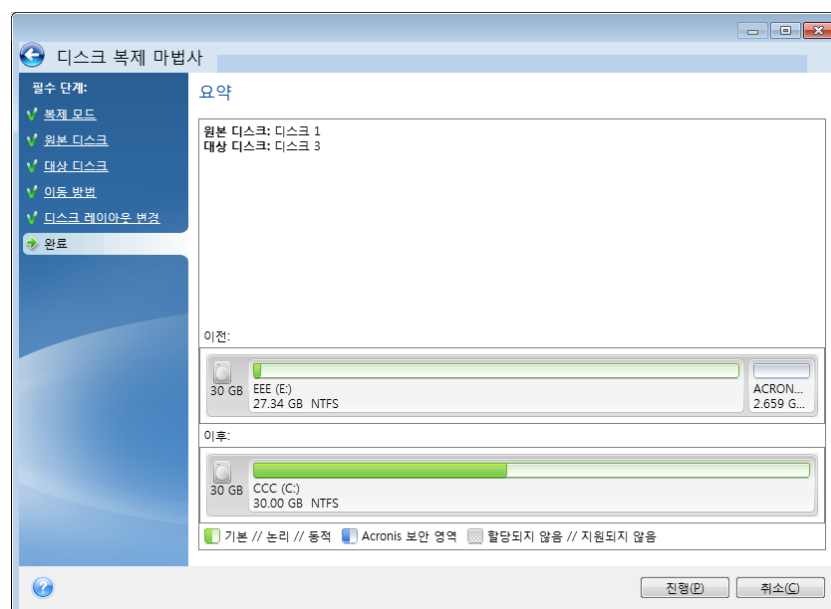 디스크 복제 마법사
필수 단계:
복제 모드
원본 디스크
대상 디스크
이동 방법
디스크 레이아웃 변경
완료
요약
원본 디스크: 디스크 1
대상 디스크: 디스크 3
이전:
30 GB
EEE (E:)
27.34 GB NTFS
ACRON...
2.659 G...
이후:
30 GB
CCC (C:)
30.00 GB NTFS
기본 // 논리 // 동적 Acronis 보안 영역 할당되지 않음 // 지원되지 않음
진행(P) 취소(C)